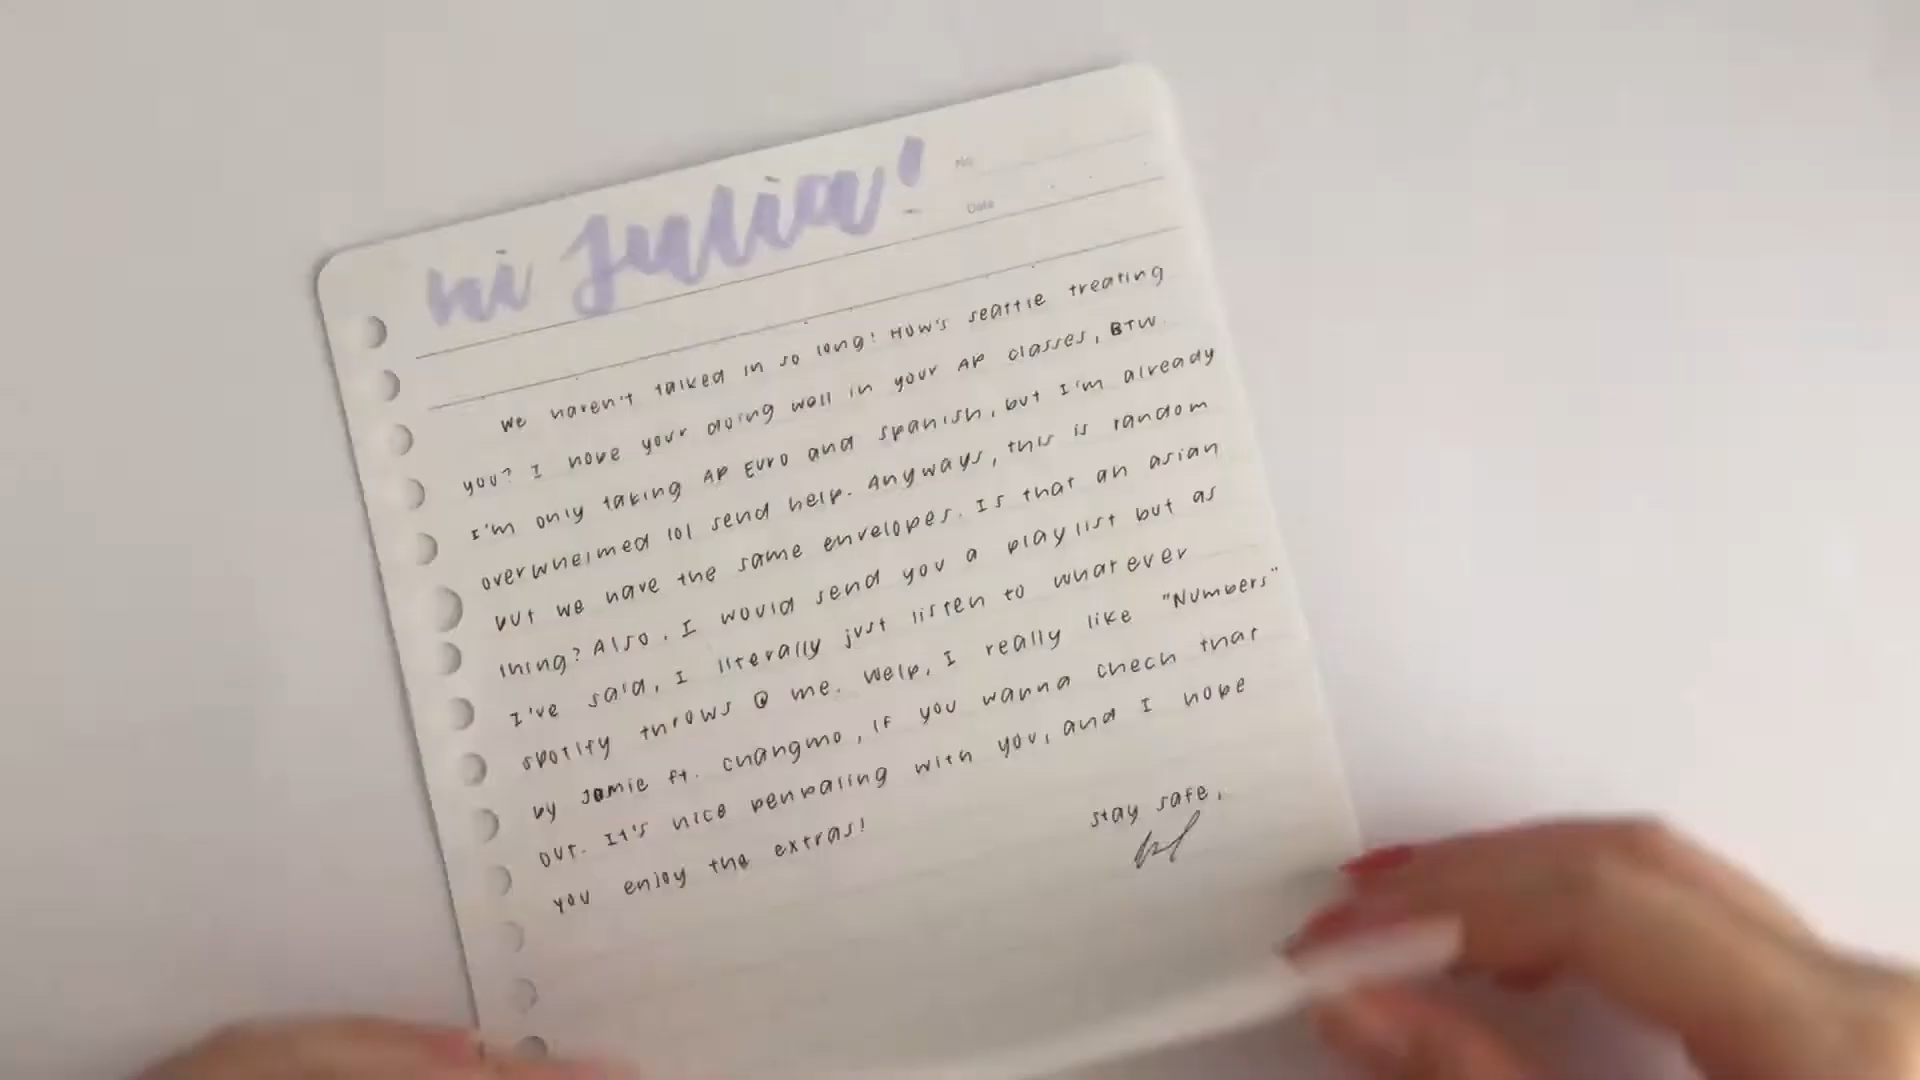 hi Julia!
No.
Date
We haven't talked in so long! How's seattle treating
you? I hope your doing well in your AP classes, BTW.
I'm only taking AP Euro and spanish, but I'm already
overwhelmed lol send help. Anyways, this is random
but we have the same envelopes. Is that an asian
thing? Also, I would send you a playlist but as
I've said, I literally just listen to whatever
spotify throws @ me. Welp, I really like "Numbers"
by Jamie ft. changmo, if you wanna check that
out. It's nice penpaling with you, and I hope
you enjoy the extras!
stay safe,